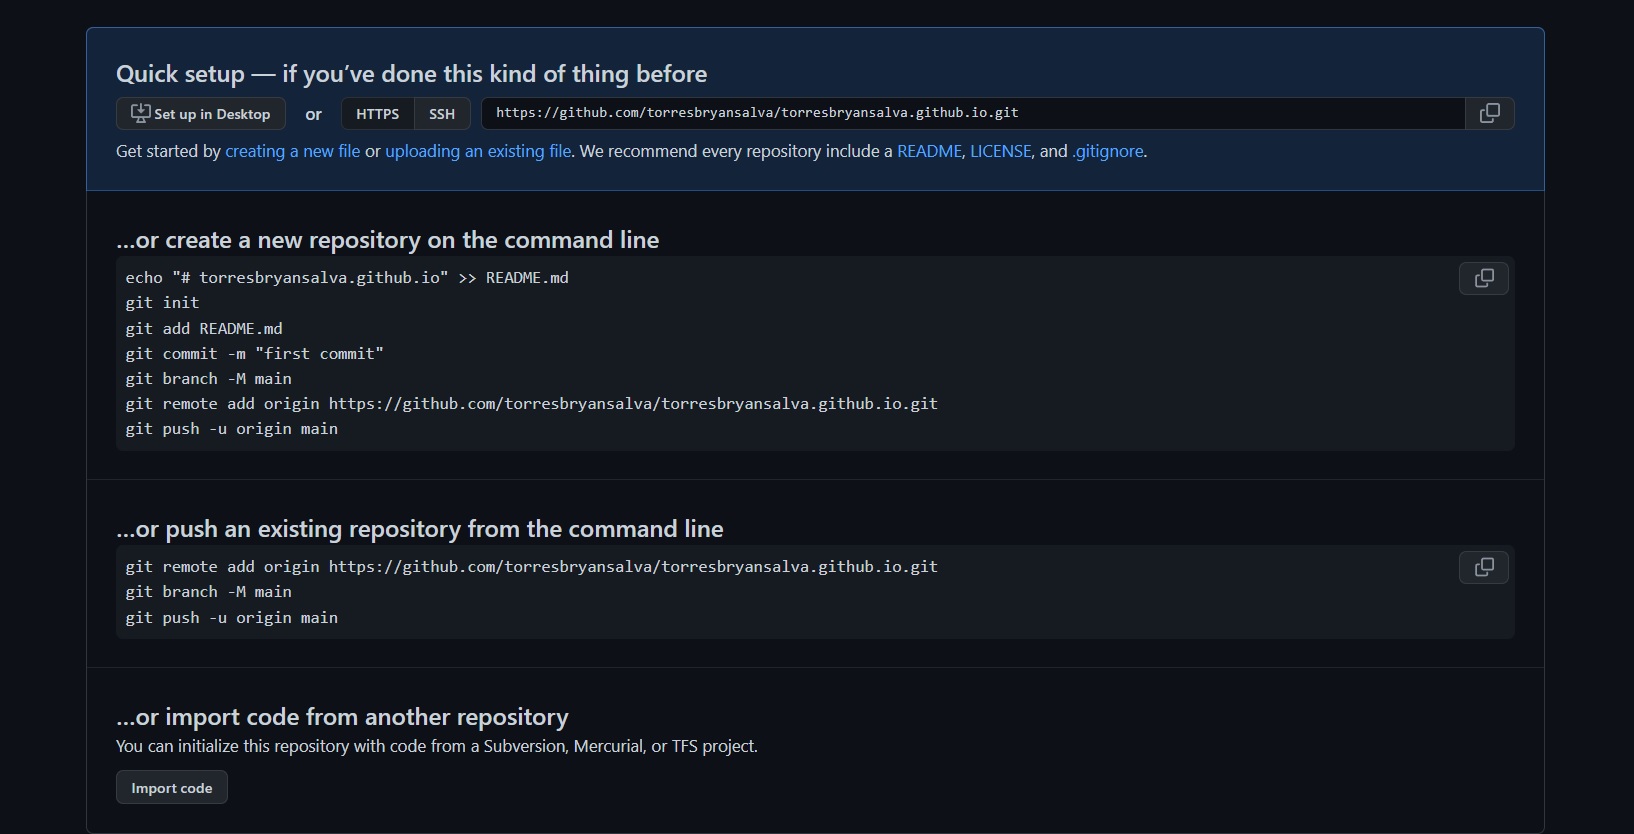 Quick setup — if you’ve done this kind of thing before
Set up in Desktop or HTTPS SSH https://github.com/torresbryansalva/torresbryansalva.github.io.git
Get started by creating a new file or uploading an existing file. We recommend every repository include a README, LICENSE, and .gitignore.
…or create a new repository on the command line
echo "# torresbryansalva.github.io" >> README.md
git init
git add README.md
git commit -m "first commit"
git branch -M main
git remote add origin https://github.com/torresbryansalva/torresbryansalva.github.io.git
git push -u origin main
…or push an existing repository from the command line
git remote add origin https://github.com/torresbryansalva/torresbryansalva.github.io.git
git branch -M main
git push -u origin main
…or import code from another repository
You can initialize this repository with code from a Subversion, Mercurial, or TFS project.
Import code